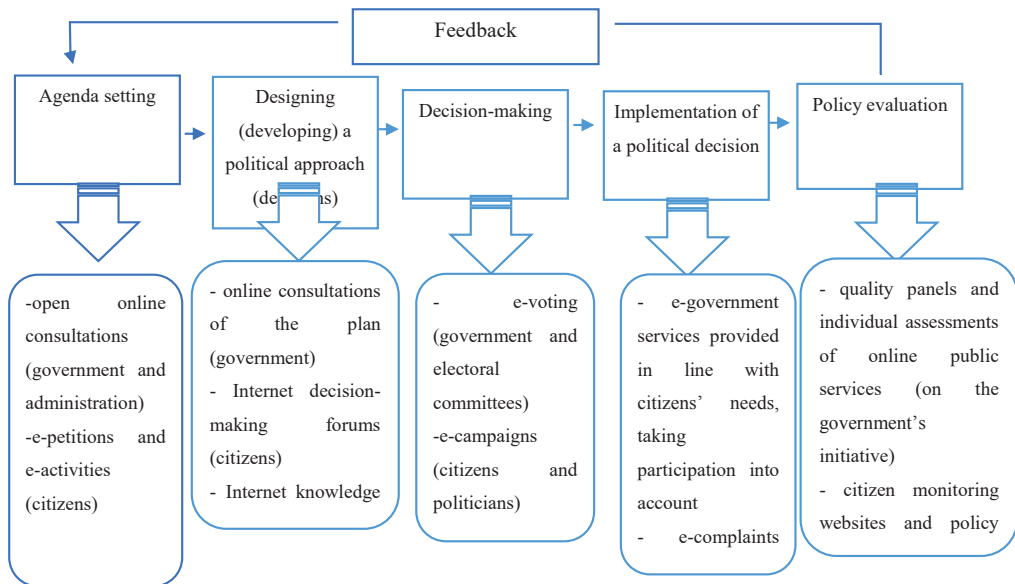 Feedback
Agenda setting
Designing
(developing) a
political approach
Decision-making
Implementation of
a political decision
Policy evaluation
-open online
consultations
(government and
administration)
-e-petitions and
e-activities
(citizens)
- online consultations
of the plan
(government)
- Internet decision-
making forums
(citizens)
- Internet knowledge
- e-voting
(government and
electoral
committees)
-e-campaigns
(citizens and
politicians)
- e-government
services provided
in line with
citizens’ needs,
taking
participation into
account
- e-complaints
- quality panels and
individual assessments
of online public
services (on the
government’s
initiative)
- citizen monitoring
websites and policy